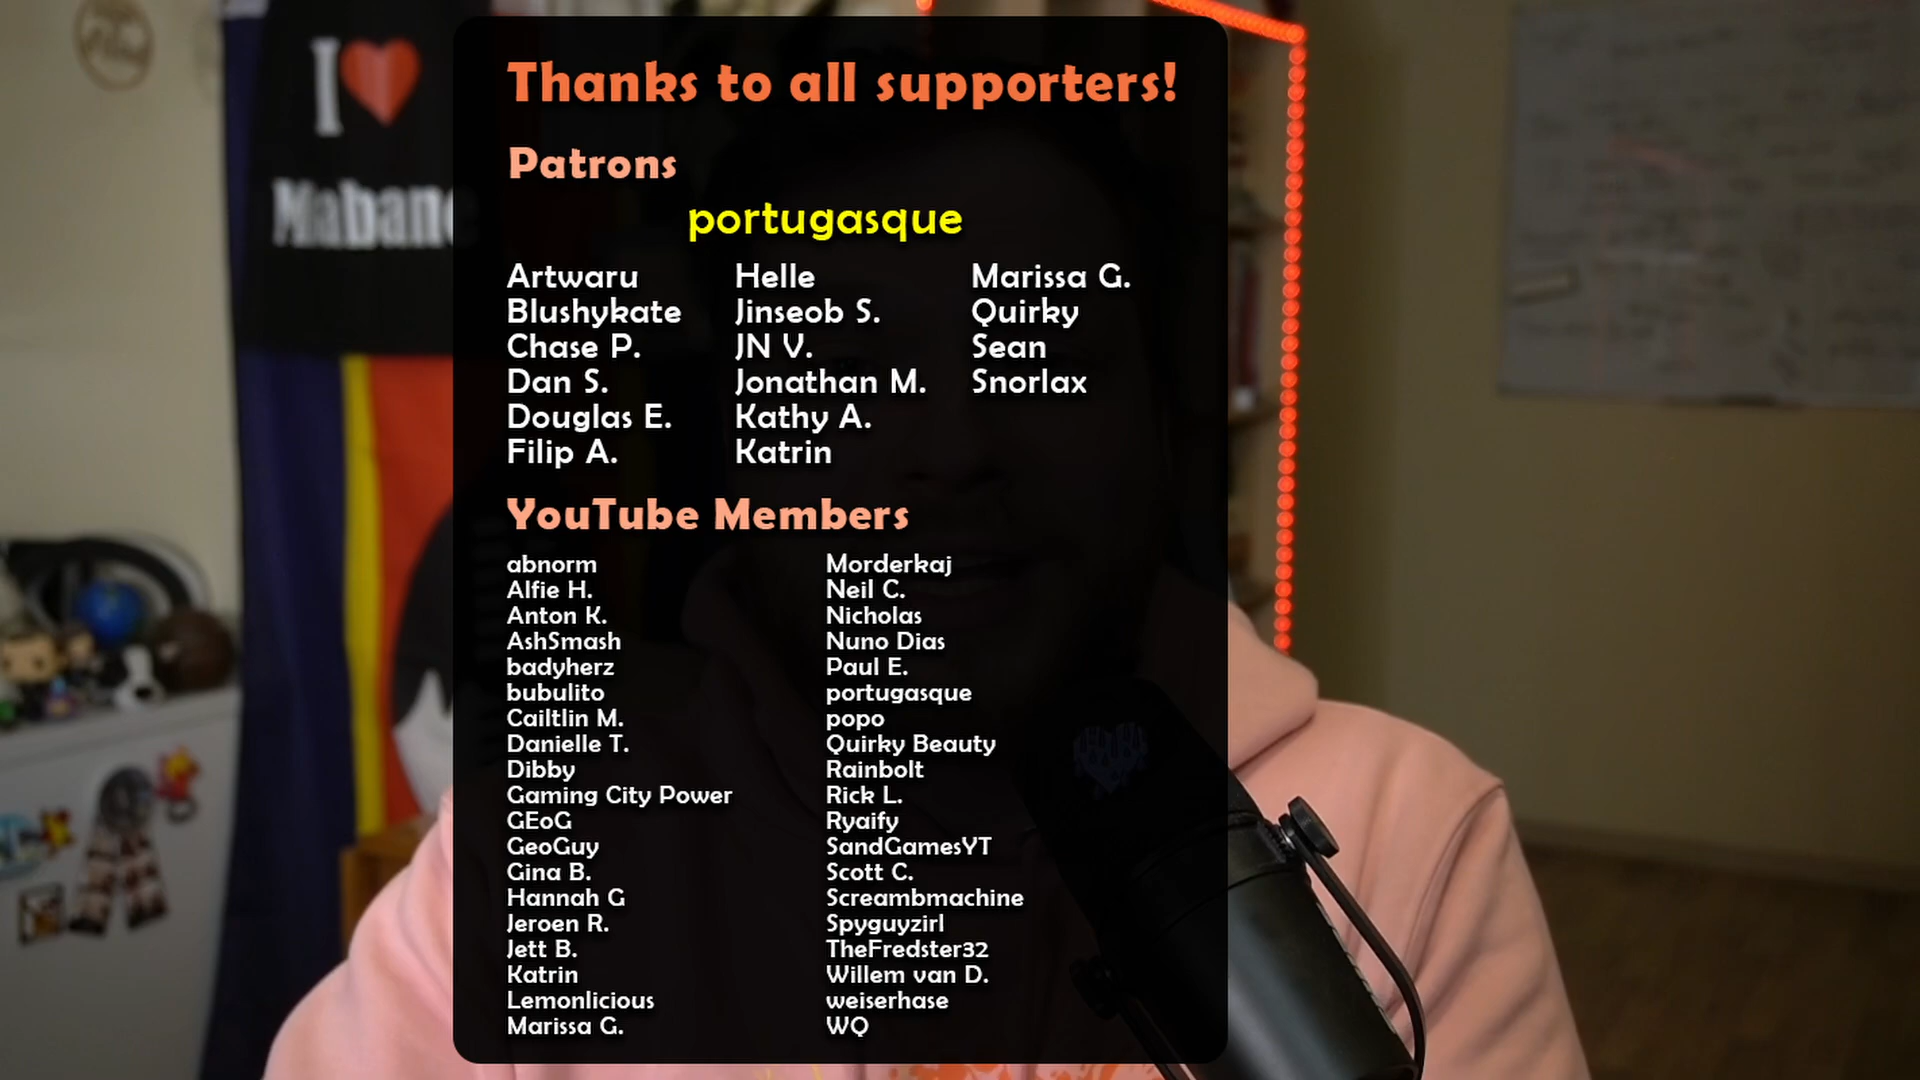 I
Mabane
Thanks to all supporters!
Patrons
portugasque
Artwaru
Blushykate
Chase P.
Dan S.
Douglas E.
Filip A.
Helle
Jinseob S.
JN V.
Jonathan M.
Kathy A.
Katrin
Marissa G.
Quirky
Sean
Snorlax
YouTube Members
abnorm
Alfie H.
Anton K.
AshSmash
badyherz
bubulito
Cailtlin M.
Danielle T.
Dibby
Gaming City Power
GEoG
GeoGuy
Gina B.
Hannah G
Jeroen R.
Jett B.
Katrin
Lemonlicious
Marissa G.
Morderkaj
Neil C.
Nicholas
Nuno Dias
Paul E.
portugasque
popo
Quirky Beauty
Rainbolt
Rick L.
Ryaify
SandGamesYT
Scott C.
Screambmachine
Spyguyzirl
TheFredster32
Willem van D.
weiserhase
WQ